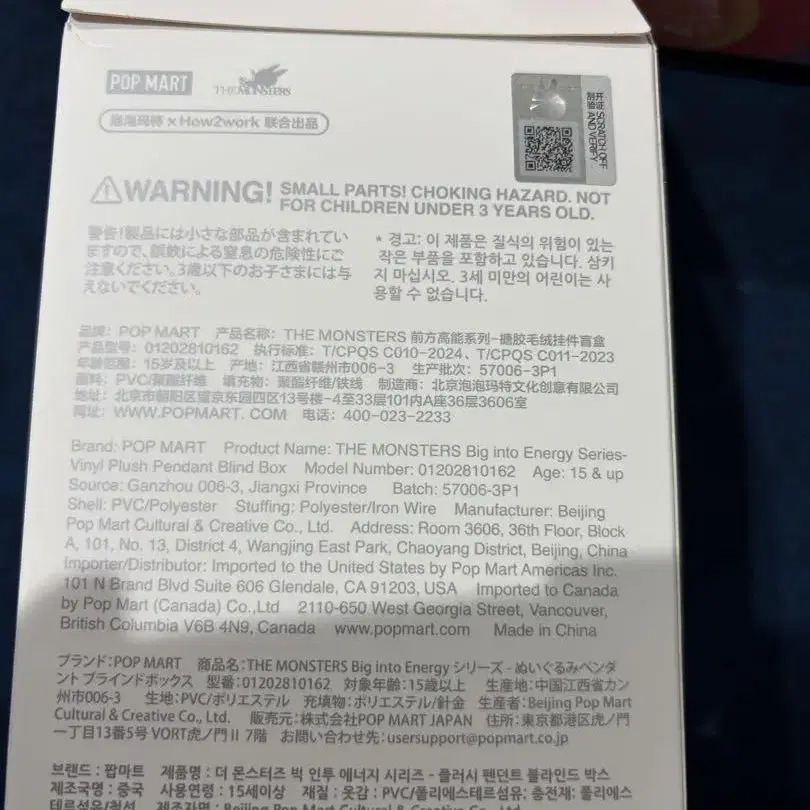 POP MART
THE MONSTERS
泡泡玛特 × How2work 联合出品
刮开涂层 SCRATCH OFF
验证 AND VERIFY
WARNING! SMALL PARTS! CHOKING HAZARD. NOT
FOR CHILDREN UNDER 3 YEARS OLD.
警告!製品には小さな部品が含まれてい
ますので、誤飲による窒息の危険性にご
注意ください。3歳以下のお子さまには与
えないでください。
* 경고: 이 제품은 질식의 위험이 있는
작은 부품을 포함하고 있습니다. 삼키
지 마십시오. 3세 미만의 어린이는 사
용할 수 없습니다.
品牌: POP MART 产品名称: THE MONSTERS 前方高能系列-搪胶毛绒挂件盲盒
产品型号: 01202810162 执行标准: T/CPQS C010-2024、T/CPQS C011-2023
年龄范围: 15岁及以上 产地: 江西省赣州市006-3 生产批次: 57006-3P1
面料: PVC/聚酯纤维 填充物: 聚酯纤维/铁线 制造商: 北京泡泡玛特文化创意有限公司
地址: 北京市朝阳区望京东园四区13号楼-4至33层101内A座36层3606室
网址: WWW.POPMART. COM 电话: 400-023-2233
Brand: POP MART Product Name: THE MONSTERS Big into Energy Series-
Vinyl Plush Pendant Blind Box Model Number: 01202810162 Age: 15 & up
Source: Ganzhou 006-3, Jiangxi Province Batch: 57006-3P1
Shell: PVC/Polyester Stuffing: Polyester/Iron Wire Manufacturer: Beijing
Pop Mart Cultural & Creative Co., Ltd. Address: Room 3606, 36th Floor, Block
A, 101, No. 13, District 4, Wangjing East Park, Chaoyang District, Beijing, China
Importer/Distributor: Imported to the United States by Pop Mart Americas Inc.
101 N Brand Blvd Suite 606 Glendale, CA 91203, USA Imported to Canada
by Pop Mart (Canada) Co.,Ltd 2110-650 West Georgia Street, Vancouver,
British Columbia V6B 4N9, Canada www.popmart.com Made in China
ブランド:POP MART 商品名:THE MONSTERS Big into Energy シリーズ - ぬいぐるみペンダ
ント ブラインドボックス 型番:01202810162 対象年齢:15歳以上 生産地:中国江西省カン
州市006-3 生地:PVC/ポリエステル 充填物:ポリエステル/針金 生産者:Beijing Pop Mart
Cultural & Creative Co., Ltd. 販売元:株式会社POP MART JAPAN 住所:東京都港区虎ノ門
一丁目13番5号 VORT虎ノ門Ⅱ 7階 お問い合わせ先:usersupport@popmart.co.jp
브랜드 : 팝마트 제품명 : 더 몬스터즈 빅 인투 에너지 시리즈 - 플러시 펜던트 블라인드 박스
제조국명 : 중국 사용연령 : 15세이상 재질 : 옷감 : PVC/폴리에스테르섬유: 충전재: 폴리에스
테르섬유/철선 제조자명 : Beijing Pop Mart Cultural & Creative Co., Ltd